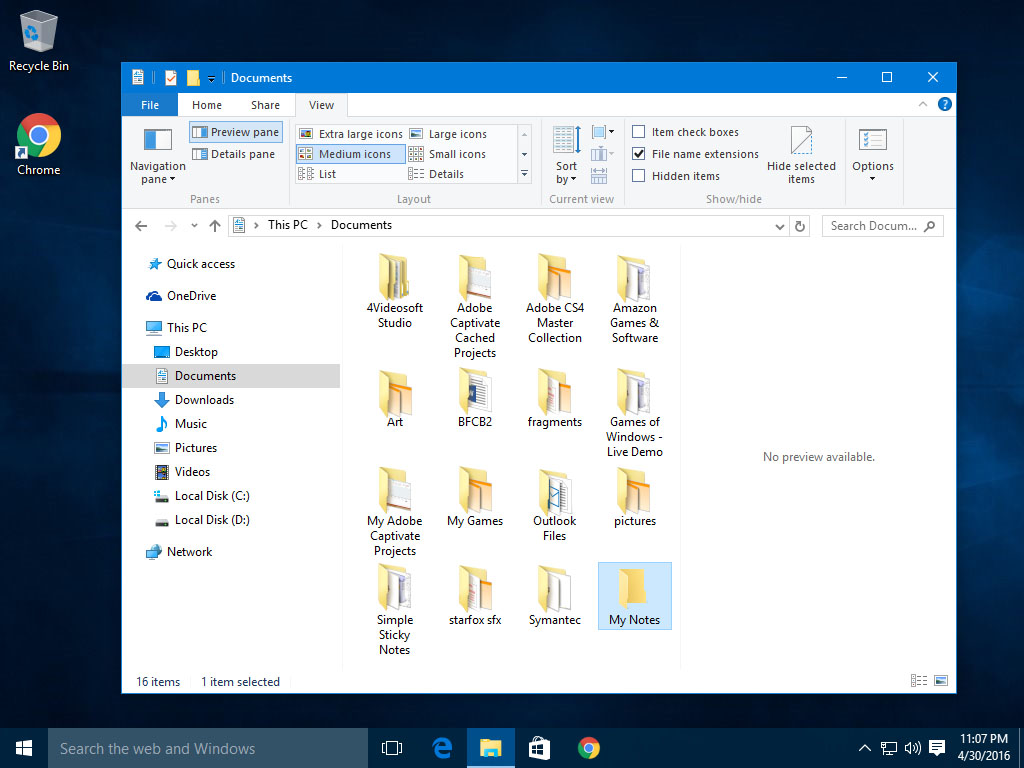 Recycle Bin
Chrome
Documents
File Home Share View
Navigation pane
Preview pane
Details pane
Panes
Extra large icons
Large icons
Medium icons
Small icons
List
Details
Layout
Sort by
Current view
Item check boxes
File name extensions
Hidden items
Hide selected items
Show/hide
Options
This PC
Documents
Search Docum...
Quick access
OneDrive
This PC
Desktop
Documents
Downloads
Music
Pictures
Videos
Local Disk (C:)
Local Disk (D:)
Network
4Videosoft
Studio
Adobe
Captivate
Cached
Projects
Adobe CS4
Master
Collection
Amazon
Games &
Software
Art
BFCB2
fragments
Games of
Windows -
Live Demo
My Adobe
Captivate
Projects
My Games
Outlook
Files
pictures
Simple
Sticky
Notes
starfox sfx
Symantec
My Notes
No preview available.
16 items 1 item selected
Search the web and Windows
11:07 PM
4/30/2016